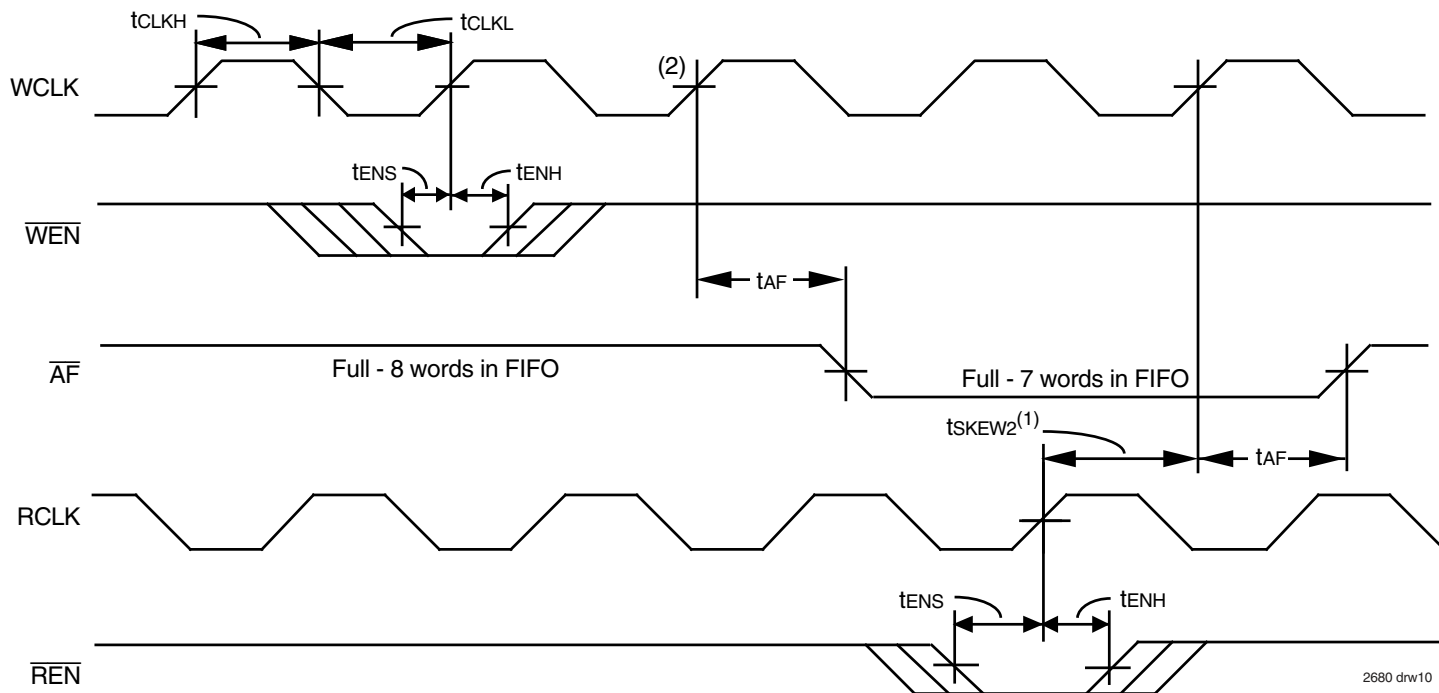 tCLKH
tCLKL
(2)
WCLK
tENS
tENH
WEN
tAF
AF
Full - 8 words in FIFO
Full - 7 words in FIFO
tSKEW2(1)
tAF
RCLK
tENS
tENH
REN
2680 drw10